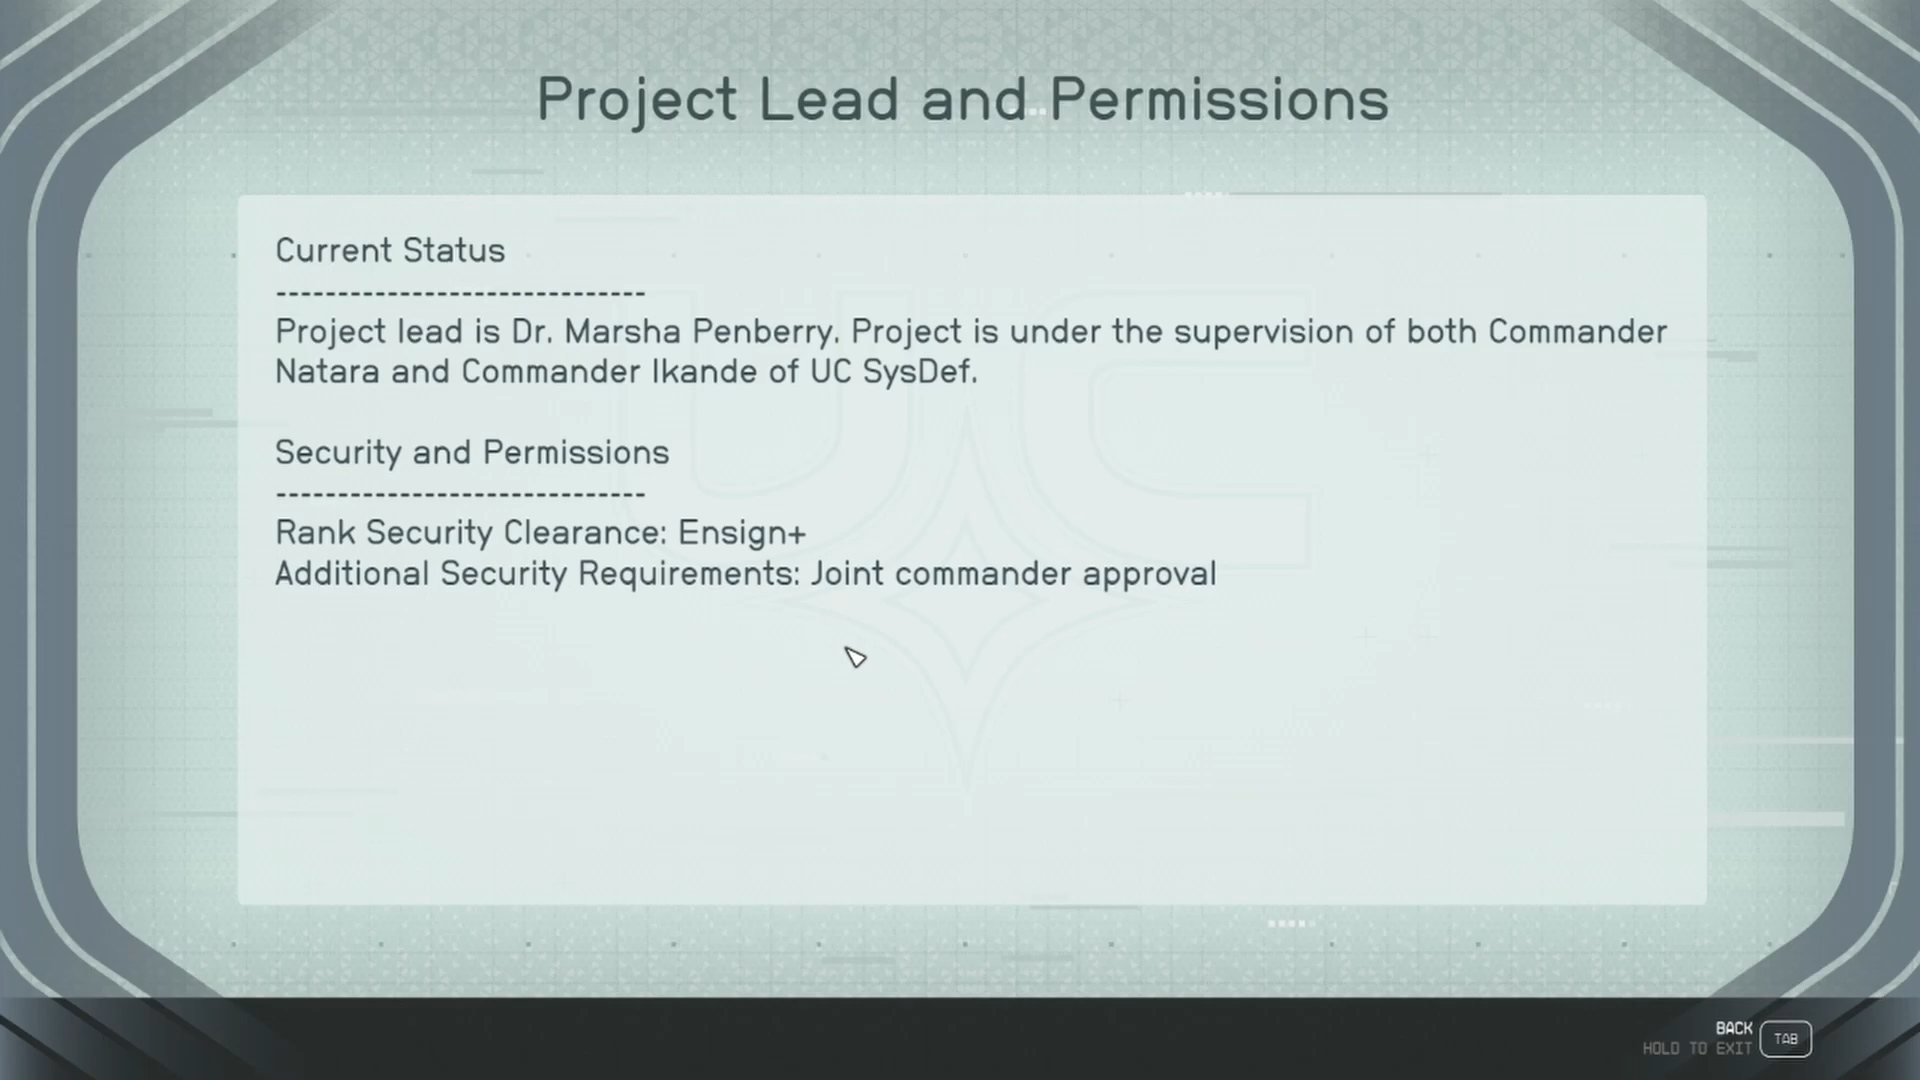 Project Lead and Permissions
Current Status
------------------------------
Project lead is Dr. Marsha Penberry. Project is under the supervision of both Commander
Natara and Commander Ikande of UC SysDef.
Security and Permissions
------------------------------
Rank Security Clearance: Ensign+
Additional Security Requirements: Joint commander approval
UC
BACK
TAB
HOLD TO EXIT